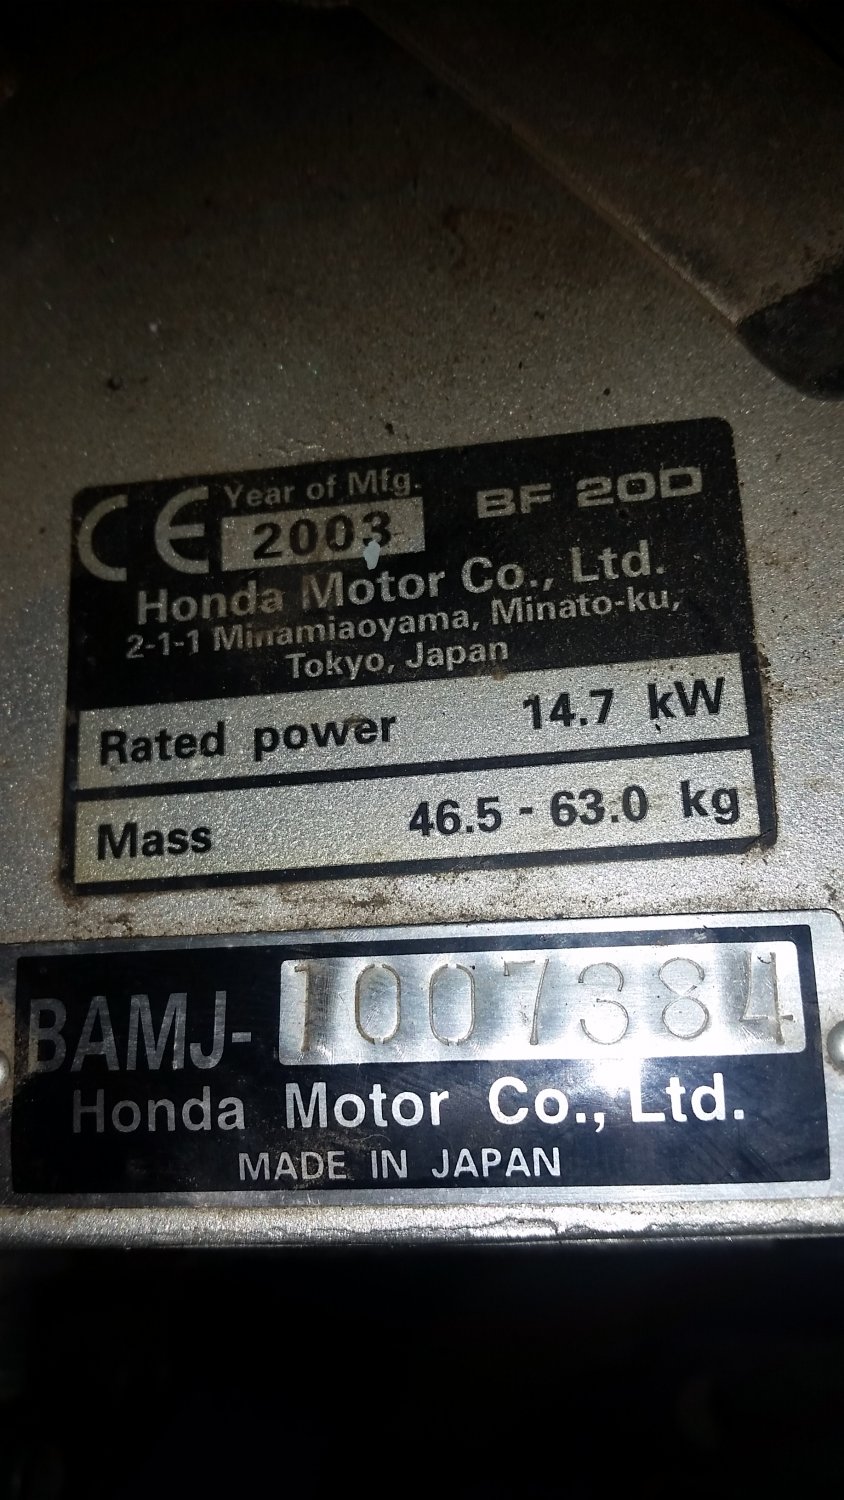 CE Year of Mfg. BF 20D
2003
Honda Motor Co., Ltd.
2-1-1 Minamiaoyama, Minato-ku,
Tokyo, Japan
Rated power 14.7 kW
Mass 46.5 - 63.0 kg
BAMJ- 1007384
Honda Motor Co., Ltd.
MADE IN JAPAN